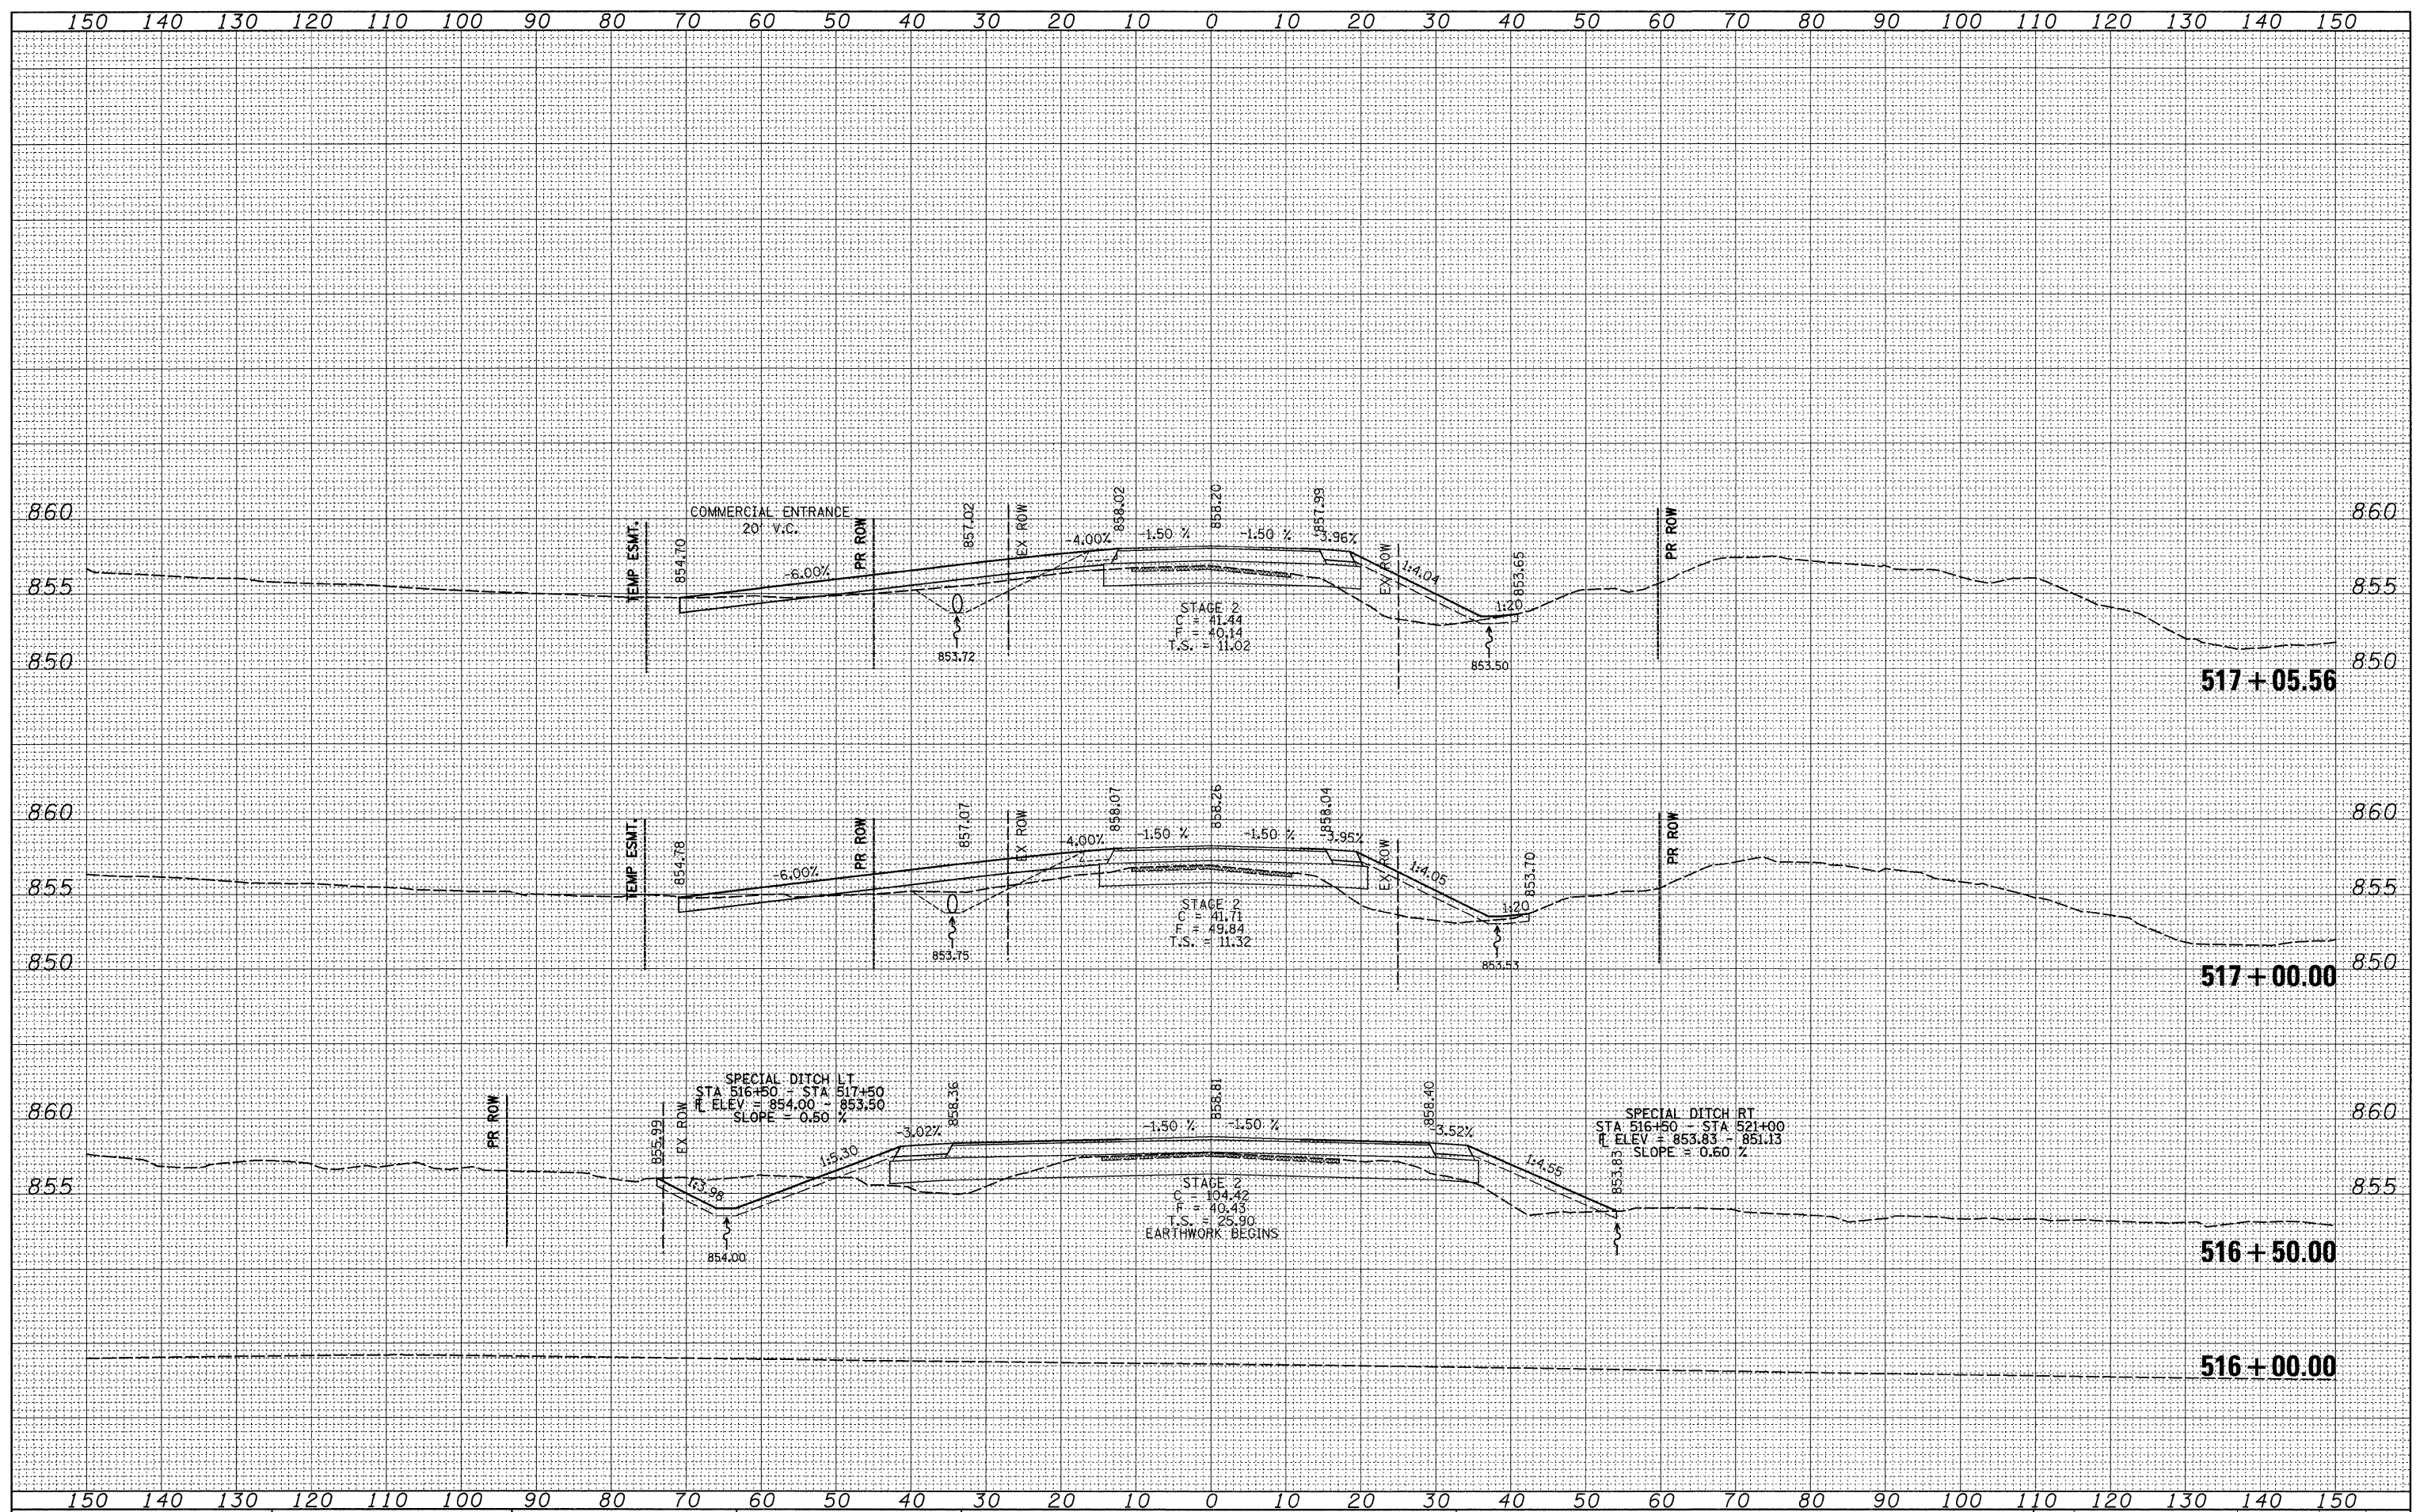 150 140 130 120 110 100 90 80 70 60 50 40 30 20 10 0 10 20 30 40 50 60 70 80 90 100 110 120 130 140 150
860
855
850
TEMP ESMT.
854.70
COMMERCIAL ENTRANCE
20' V.C.
-6.00%
PR ROW
857.02
EX ROW
-4.00%
858.02
-1.50 %
858.20
-1.50 %
857.99
-3.96%
EX ROW
1:4.04
1:20
853.65
PR ROW
860
855
850
853.72
STAGE 2
C = 41.44
F = 40.14
T.S. = 11.02
853.50
517+05.56
860
855
850
TEMP ESMT.
854.78
-6.00%
PR ROW
857.07
EX ROW
-4.00%
858.07
-1.50 %
858.26
-1.50 %
858.04
-3.95%
EX ROW
1:4.05
1:20
853.70
PR ROW
860
855
850
853.75
STAGE 2
C = 41.71
F = 49.84
T.S. = 11.32
853.53
517+00.00
860
855
PR ROW
855.99
EX ROW
SPECIAL DITCH LT
STA 516+50 - STA 517+50
℄ ELEV = 854.00 - 853.50
SLOPE = 0.50 %
1:3.98
1:5.30
-3.02%
858.36
-1.50 %
858.81
-1.50 %
858.40
-3.52%
1:4.55
853.83
SPECIAL DITCH RT
STA 516+50 - STA 521+00
℄ ELEV = 853.83 - 851.13
SLOPE = 0.60 %
860
855
854.00
STAGE 2
C = 104.42
F = 40.43
T.S. = 25.90
EARTHWORK BEGINS
516+50.00
516+00.00
150 140 130 120 110 100 90 80 70 60 50 40 30 20 10 0 10 20 30 40 50 60 70 80 90 100 110 120 130 140 150